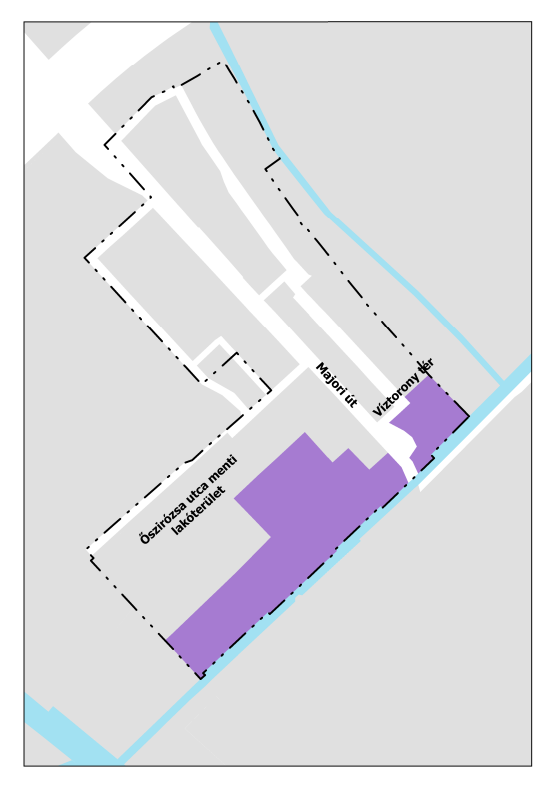 Majori út
Víztorony tér
Őszirózsa utca menti
lakóterület